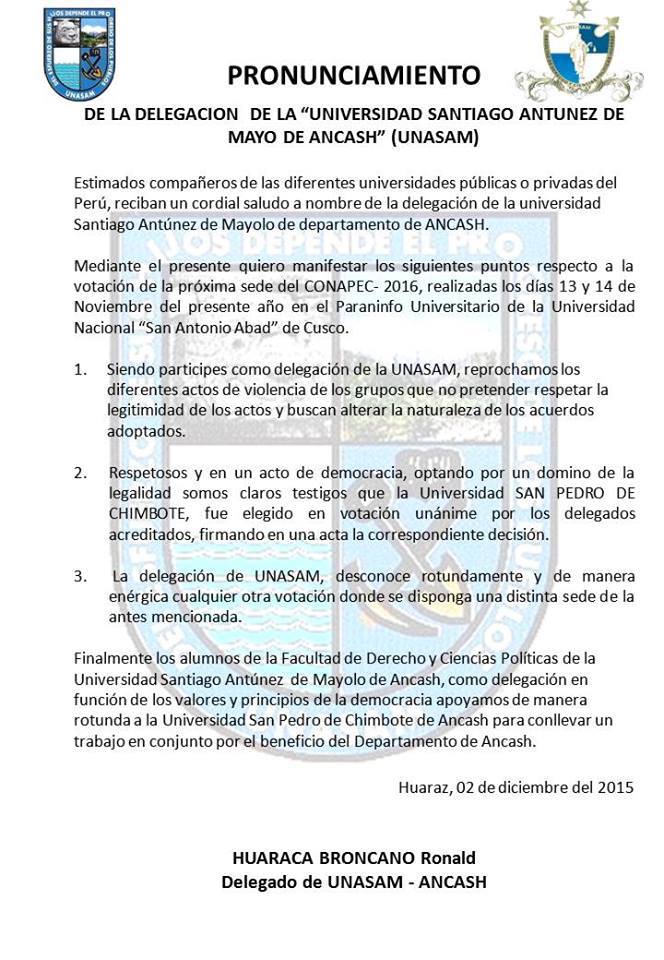 PRONUNCIAMIENTO
DE LA DELEGACION DE LA “UNIVERSIDAD SANTIAGO ANTUNEZ DE
MAYO DE ANCASH” (UNASAM)
Estimados compañeros de las diferentes universidades públicas o privadas del
Perú, reciban un cordial saludo a nombre de la delegación de la universidad
Santiago Antúnez de Mayolo de departamento de ANCASH.
Mediante el presente quiero manifestar los siguientes puntos respecto a la
votación de la próxima sede del CONAPEC- 2016, realizadas los días 13 y 14 de
Noviembre del presente año en el Paraninfo Universitario de la Universidad
Nacional “San Antonio Abad” de Cusco.
1. Siendo participes como delegación de la UNASAM, reprochamos los
diferentes actos de violencia de los grupos que no pretender respetar la
legitimidad de los actos y buscan alterar la naturaleza de los acuerdos
adoptados.
2. Respetosos y en un acto de democracia, optando por un domino de la
legalidad somos claros testigos que la Universidad SAN PEDRO DE
CHIMBOTE, fue elegido en votación unánime por los delegados
acreditados, firmando en una acta la correspondiente decisión.
3. La delegación de UNASAM, desconoce rotundamente y de manera
enérgica cualquier otra votación donde se disponga una distinta sede de la
antes mencionada.
Finalmente los alumnos de la Facultad de Derecho y Ciencias Políticas de la
Universidad Santiago Antúnez de Mayolo de Ancash, como delegación en
función de los valores y principios de la democracia apoyamos de manera
rotunda a la Universidad San Pedro de Chimbote de Ancash para conllevar un
trabajo en conjunto por el beneficio del Departamento de Ancash.
Huaraz, 02 de diciembre del 2015
HUARACA BRONCANO Ronald
Delegado de UNASAM - ANCASH